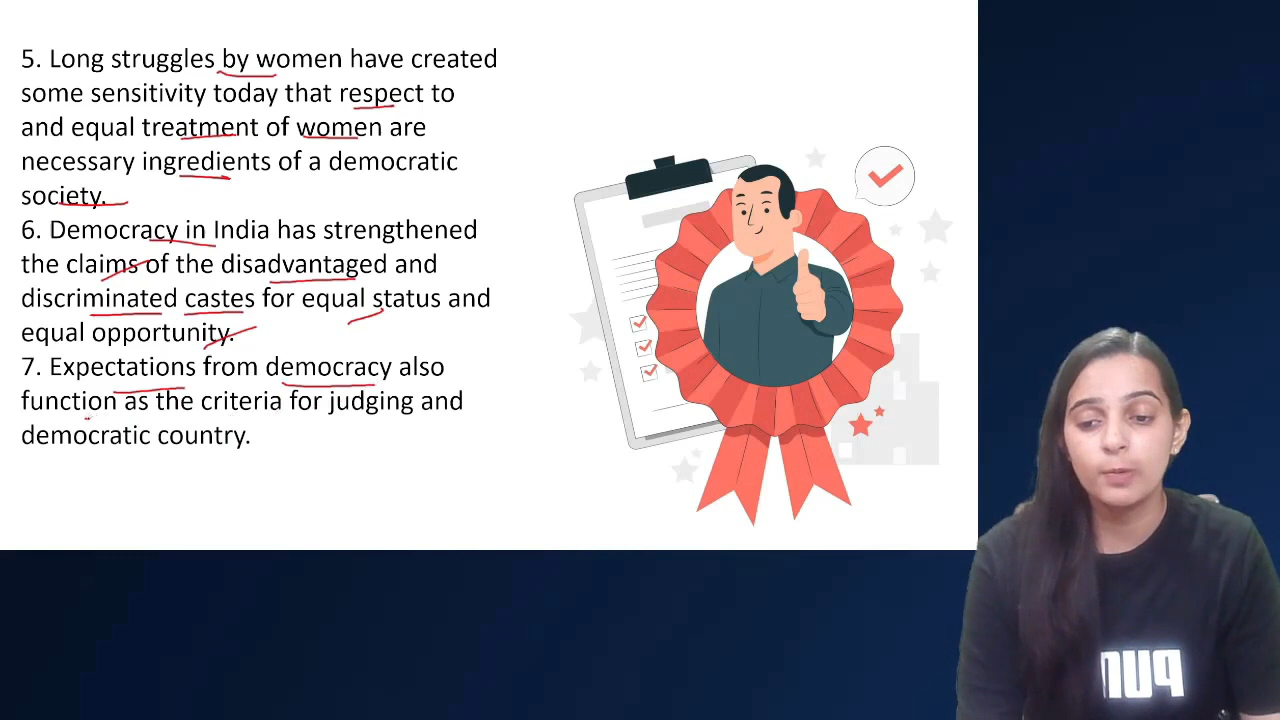 5. Long struggles by women have created
some sensitivity today that respect to
and equal treatment of women are
necessary ingredients of a democratic
society.
6. Democracy in India has strengthened
the claims of the disadvantaged and
discriminated castes for equal status and
equal opportunity.
7. Expectations from democracy also
function as the criteria for judging and
democratic country.